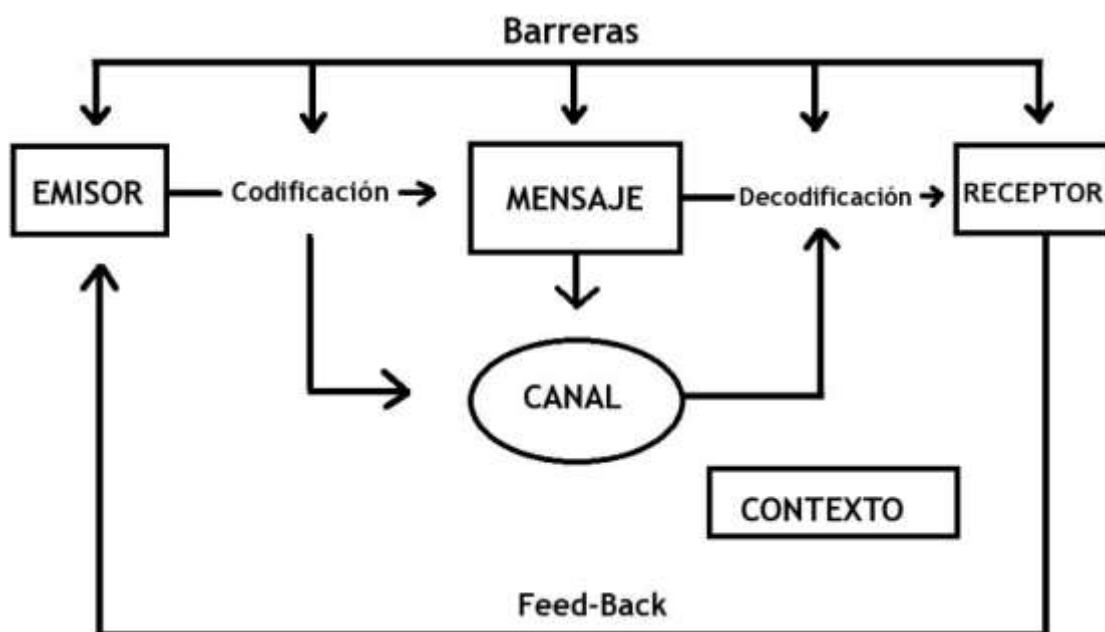 Barreras
EMISOR
Codificación
MENSAJE
Decodificación
RECEPTOR
CANAL
CONTEXTO
Feed-Back